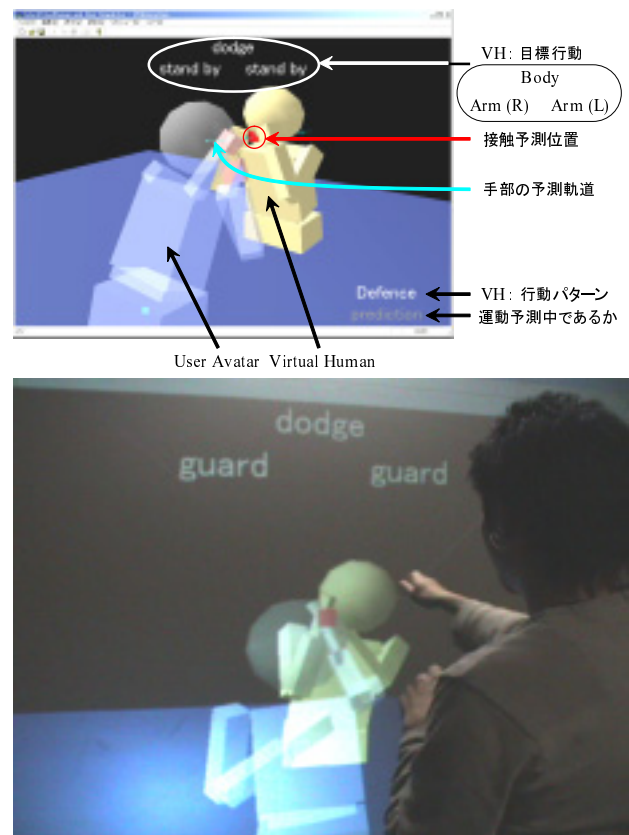 dodge
stand by stand by
VH: 目標行動
Body
Arm (R) Arm (L)
接触予測位置
手部の予測軌道
Defence
VH: 行動パターン
prediction
運動予測中であるか
User Avatar Virtual Human
dodge
guard guard